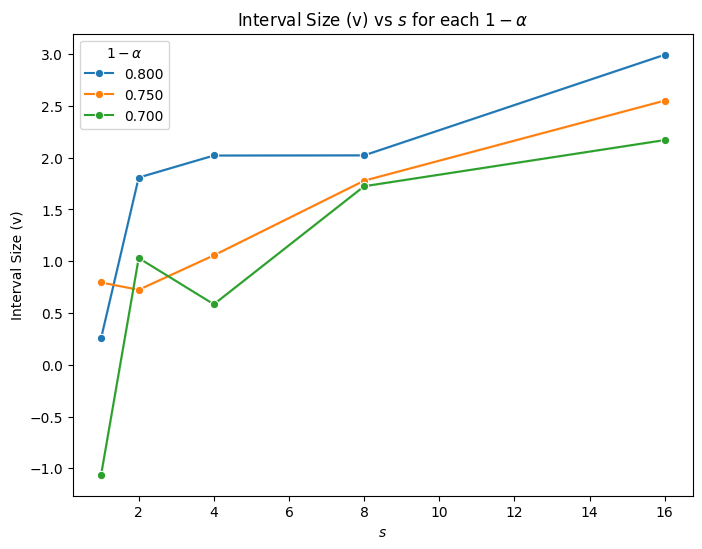 Interval Size (v) vs s for each 1 − α
1 − α
0.800
0.750
0.700
Interval Size (v)
3.0
2.5
2.0
1.5
1.0
0.5
0.0
−0.5
−1.0
2 4 6 8 10 12 14 16
s